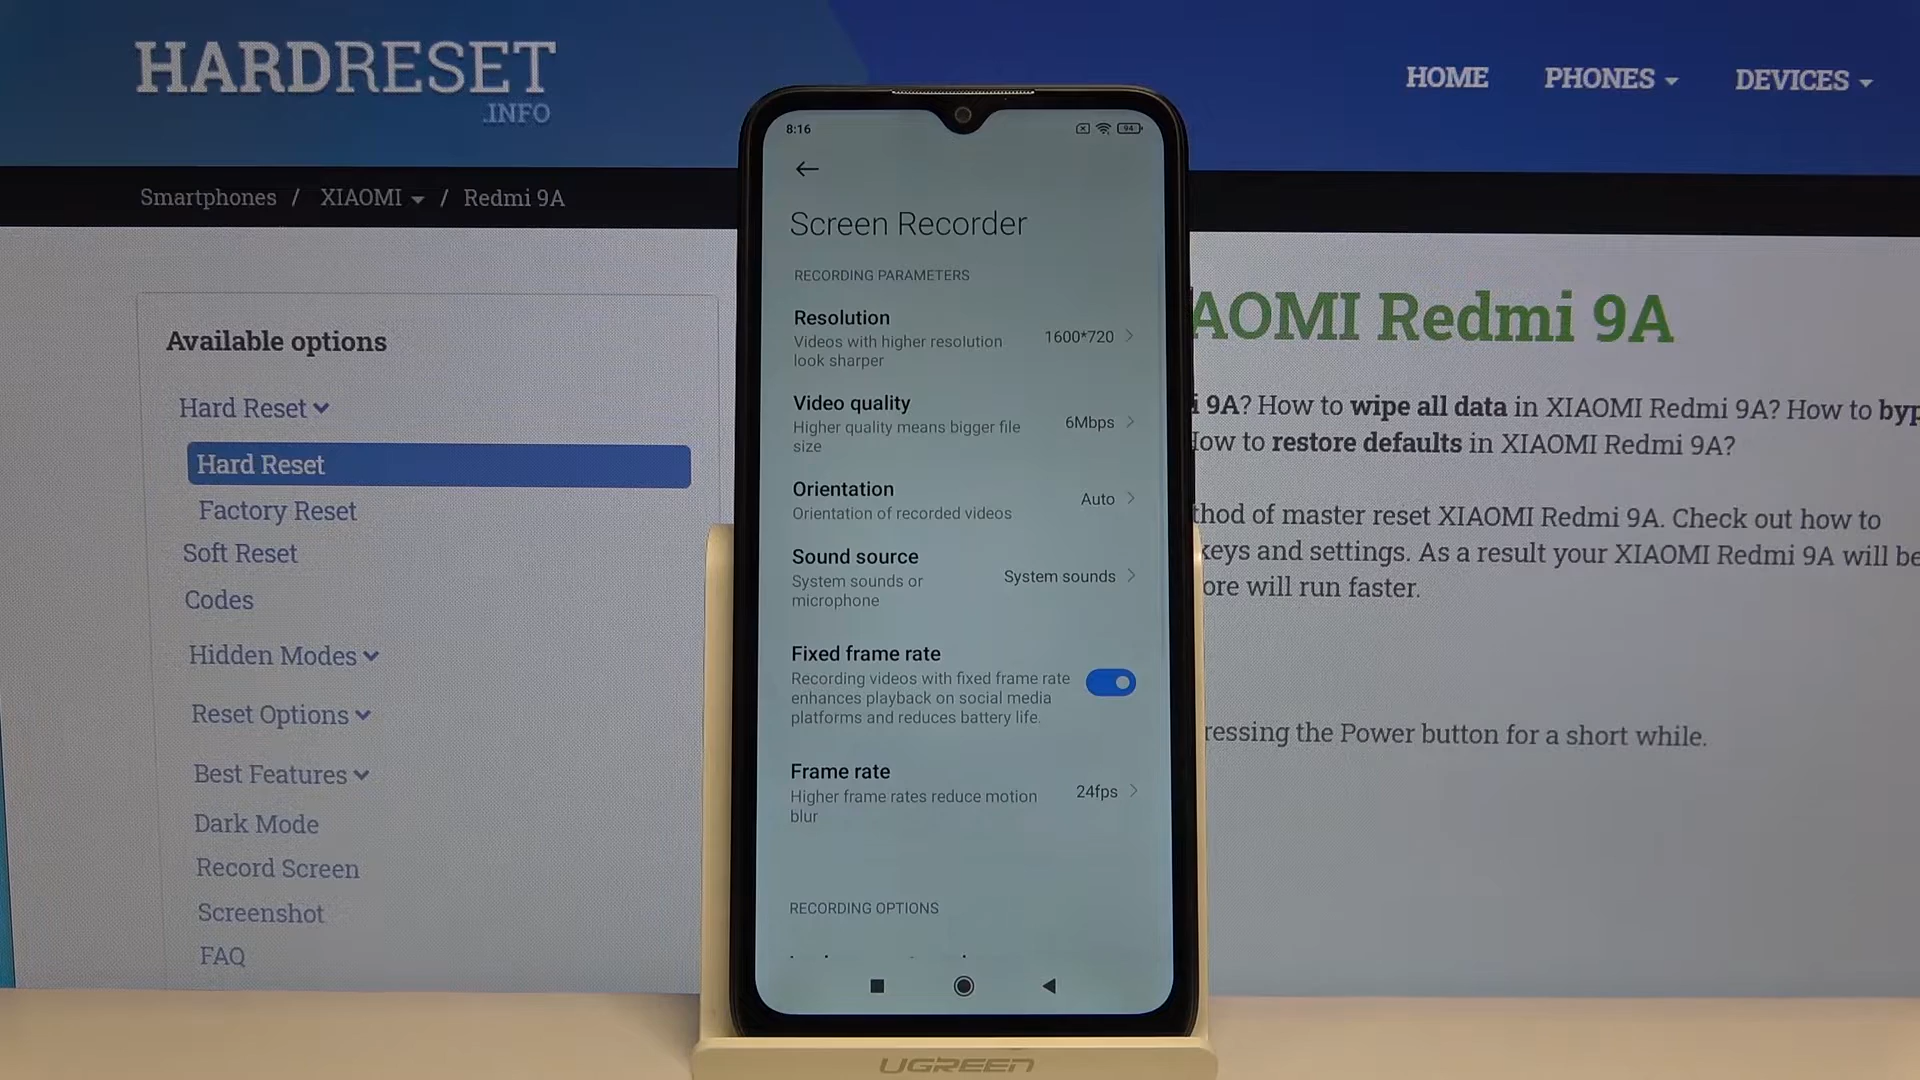 HARDRESET
.INFO
HOME PHONES DEVICES
Smartphones / XIAOMI / Redmi 9A
Available options
Hard Reset
Hard Reset
Factory Reset
Soft Reset
Codes
Hidden Modes
Reset Options
Best Features
Dark Mode
Record Screen
Screenshot
FAQ
8:16
94
Screen Recorder
RECORDING PARAMETERS
Resolution
Videos with higher resolution
look sharper
1600*720
Video quality
Higher quality means bigger file
size
6Mbps
Orientation
Orientation of recorded videos
Auto
Sound source
System sounds or
microphone
System sounds
Fixed frame rate
Recording videos with fixed frame rate
enhances playback on social media
platforms and reduces battery life.
Frame rate
Higher frame rates reduce motion
blur
24fps
RECORDING OPTIONS
AOMI Redmi 9A
i 9A? How to wipe all data in XIAOMI Redmi 9A? How to byp
How to restore defaults in XIAOMI Redmi 9A?
thod of master reset XIAOMI Redmi 9A. Check out how to
keys and settings. As a result your XIAOMI Redmi 9A will be
ore will run faster.
ressing the Power button for a short while.
UGREEN